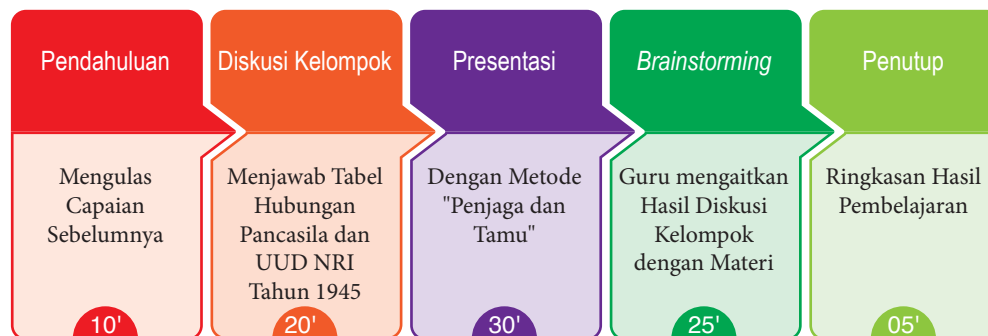 Pendahuluan
Mengulas
Capaian
Sebelumnya
10'
Diskusi Kelompok
Menjawab Tabel
Hubungan
Pancasila dan
UUD NRI
Tahun 1945
20'
Presentasi
Dengan Metode
"Penjaga dan
Tamu"
30'
Brainstorming
Guru mengaitkan
Hasil Diskusi
Kelompok
dengan Materi
25'
Penutup
Ringkasan Hasil
Pembelajaran
05'